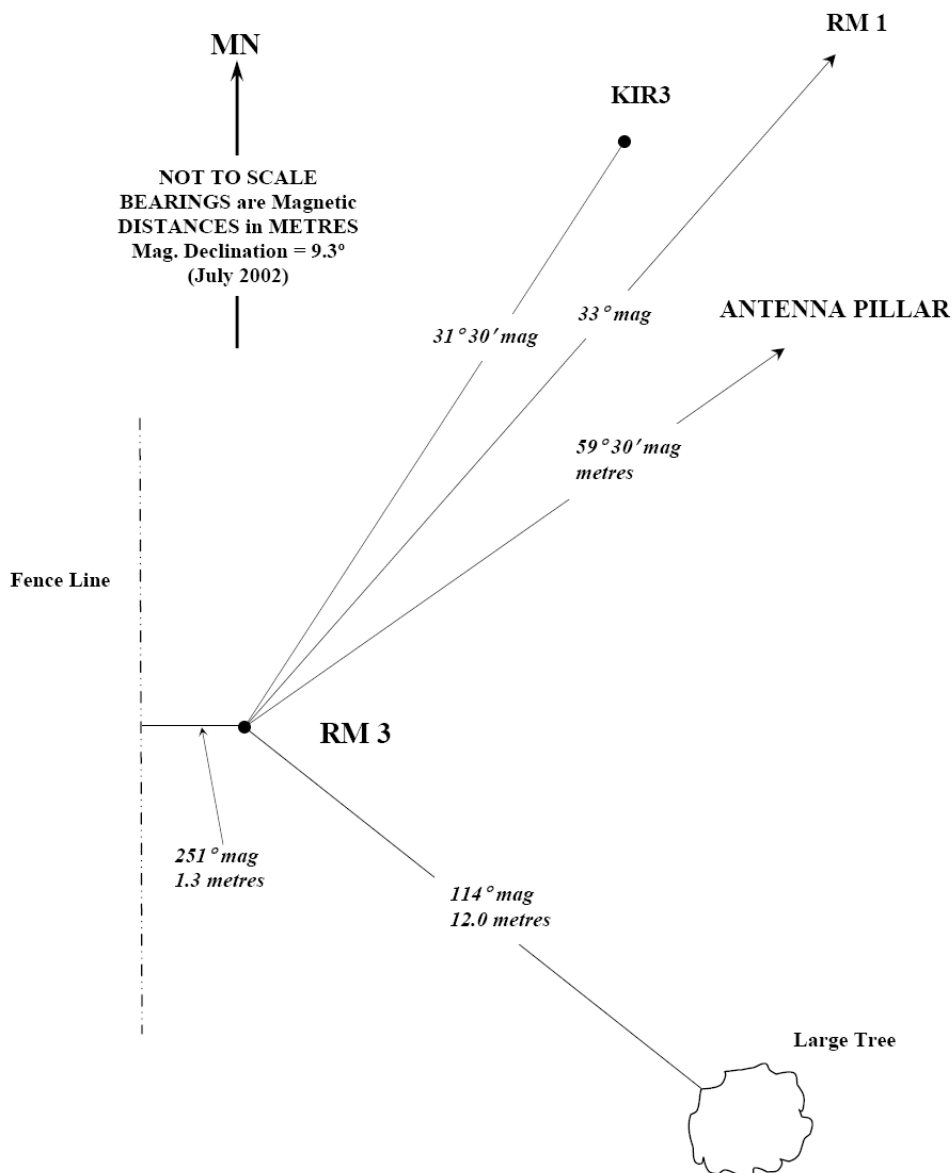 RM 1
MN
KIR3
NOT TO SCALE
BEARINGS are Magnetic
DISTANCES in METRES
Mag. Declination = 9.3°
(July 2002)
ANTENNA PILLAR
33° mag
31° 30′ mag
59° 30′ mag
metres
Fence Line
RM 3
251° mag
1.3 metres
114° mag
12.0 metres
Large Tree